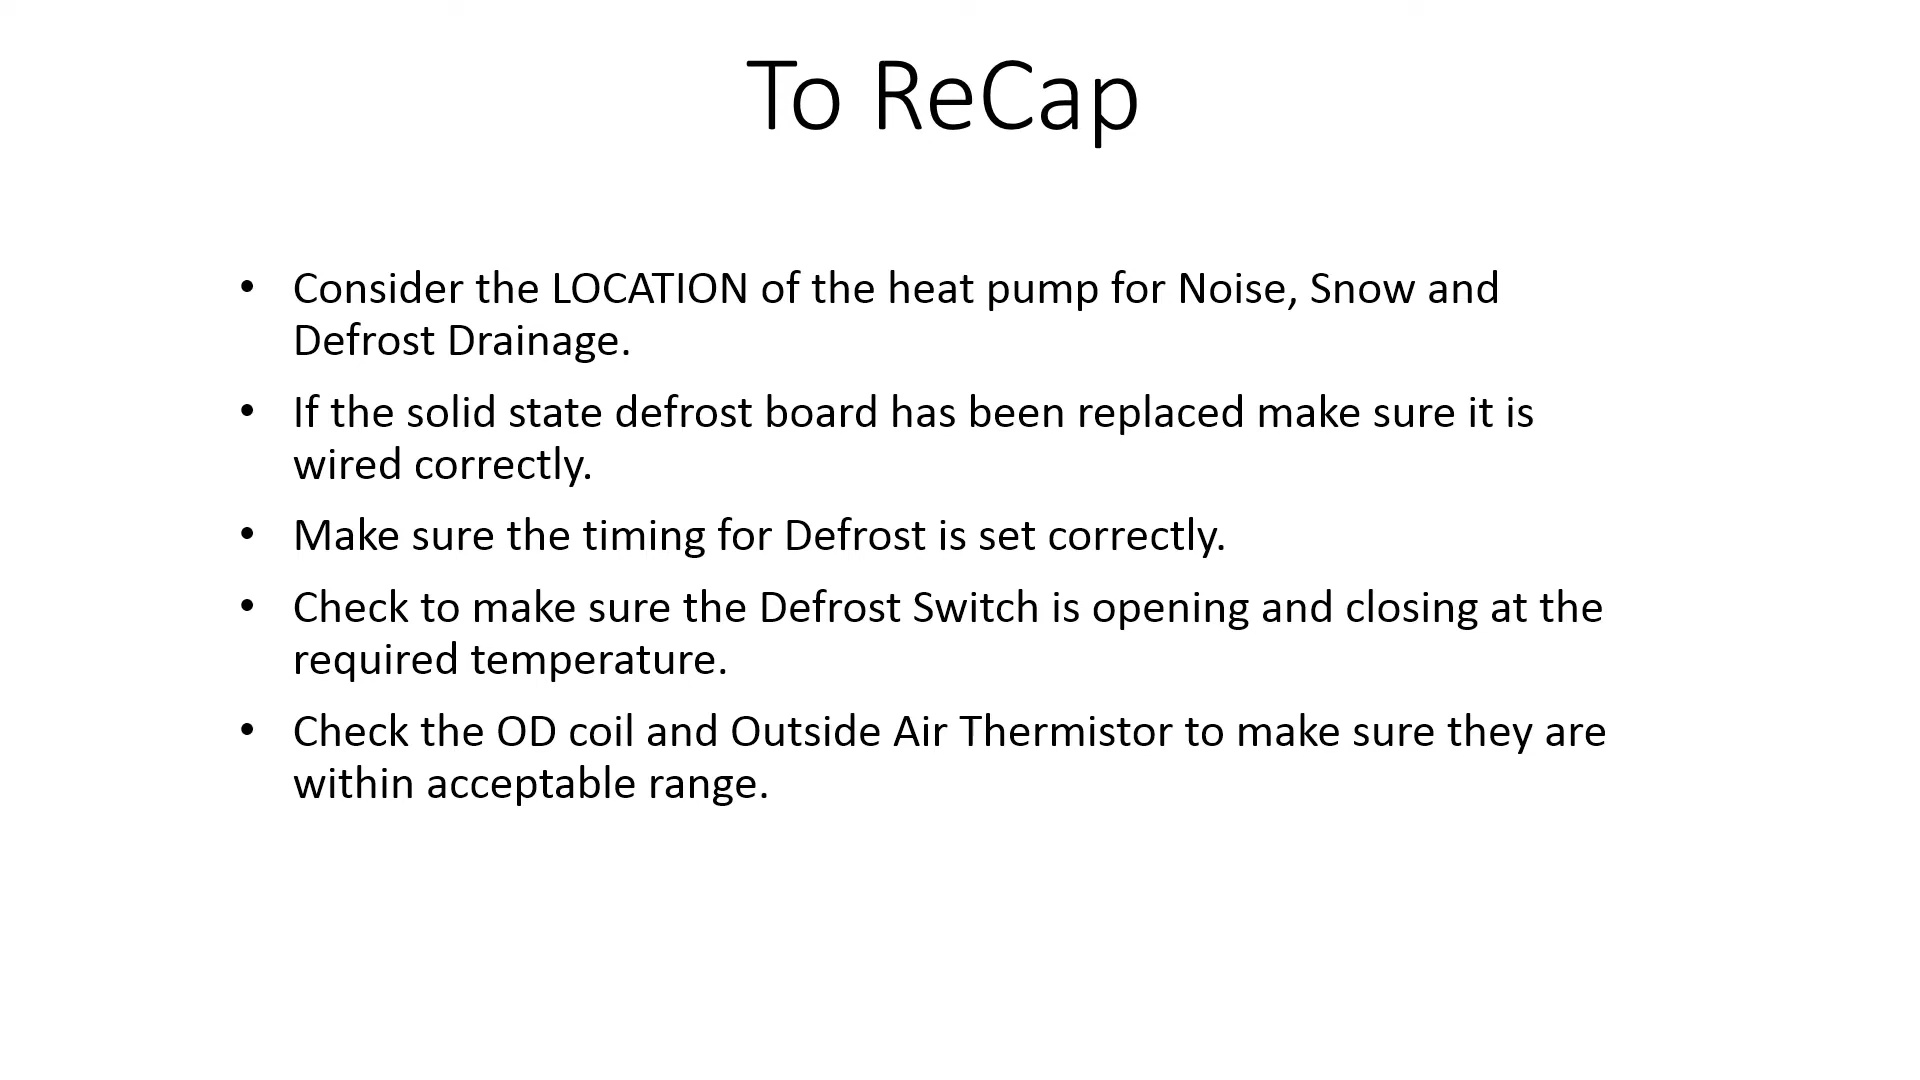 To ReCap
• Consider the LOCATION of the heat pump for Noise, Snow and
Defrost Drainage.
• If the solid state defrost board has been replaced make sure it is
wired correctly.
• Make sure the timing for Defrost is set correctly.
• Check to make sure the Defrost Switch is opening and closing at the
required temperature.
• Check the OD coil and Outside Air Thermistor to make sure they are
within acceptable range.